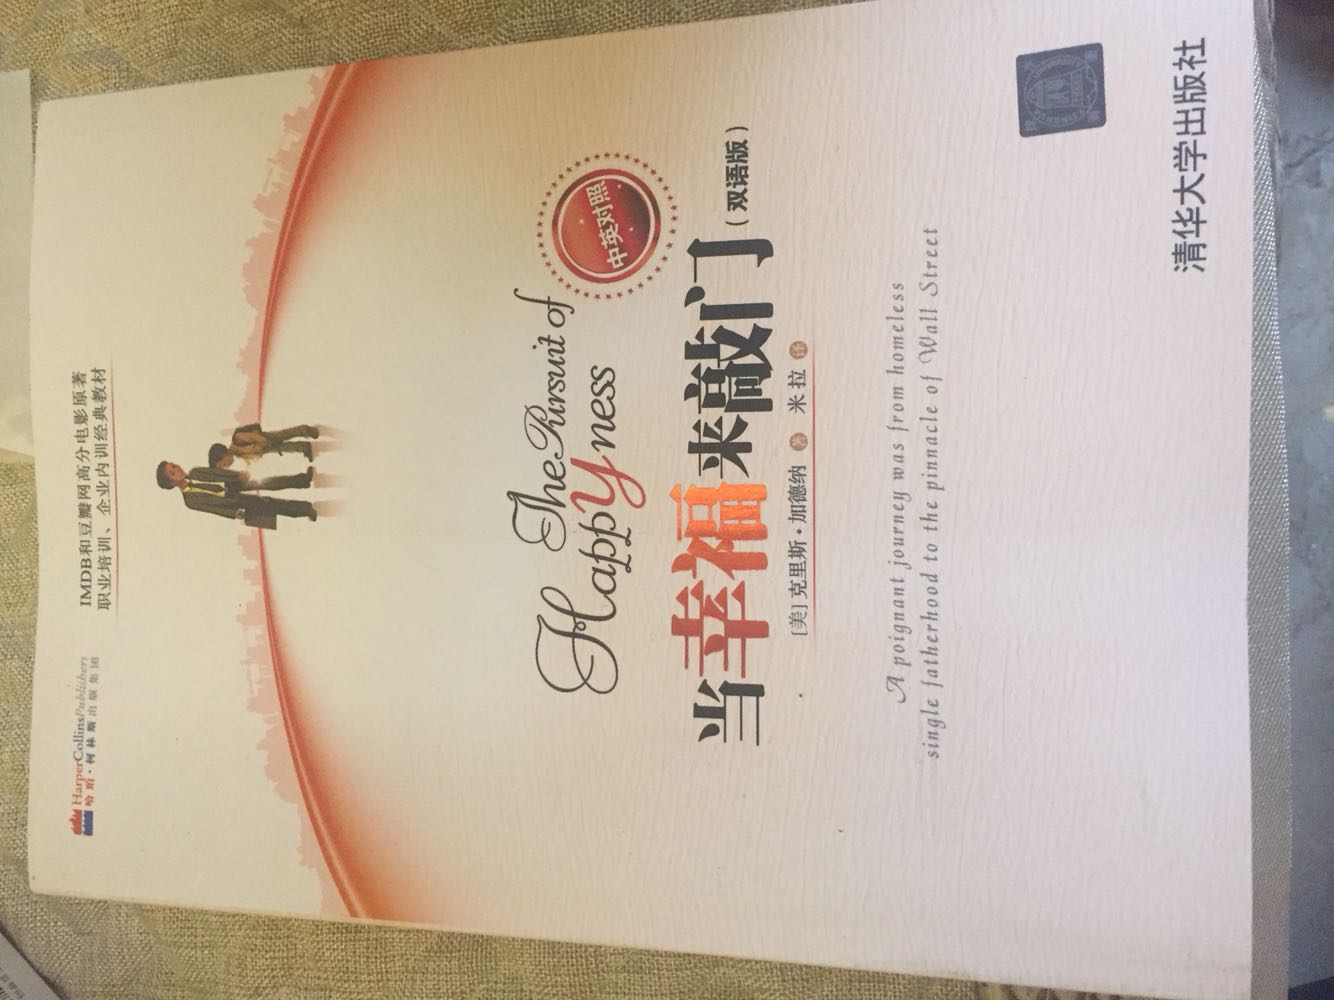 HarperCollinsPublishers
哈珀·柯林斯出版集团
IMDB和豆瓣网高分电影原著
职业培训、企业内训经典教材
The Pursuit of
HappYness
中英对照
当幸福来敲门（双语版）
[美]克里斯·加德纳 著 米拉 译
A poignant journey was from homeless
single fatherhood to the pinnacle of Wall Street
清华大学出版社